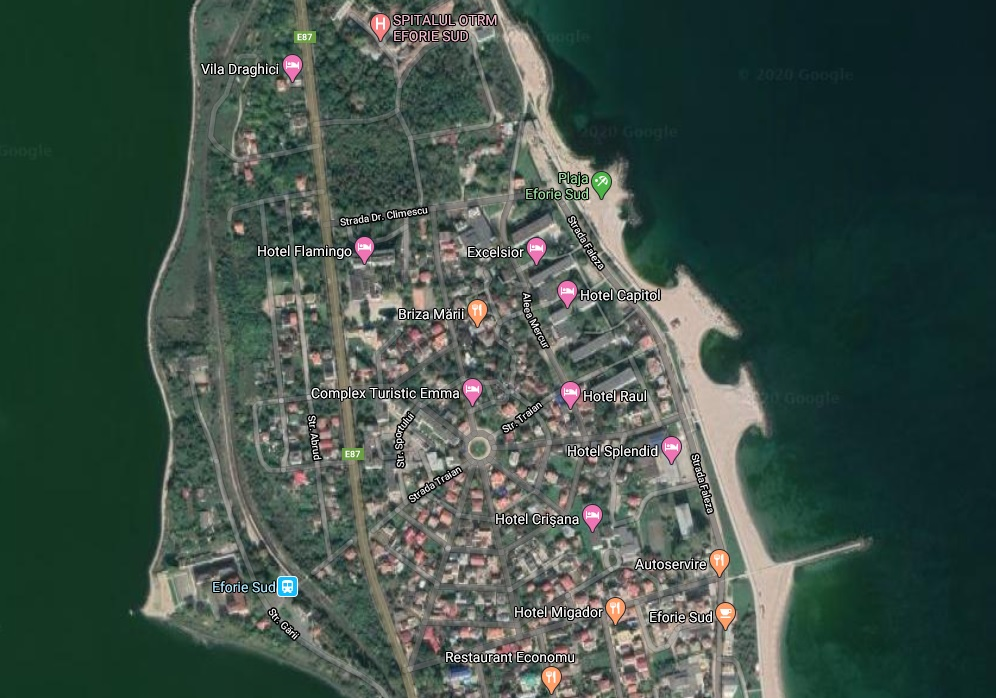 SPITALUL OTRM
EFORIE SUD
E87
Vila Draghici
© 2020 Google
2020 Google
Google
Plaja
Eforie Sud
Strada Dr. Climescu
Strada Faleza
Hotel Flamingo
Excelsior
Hotel Capitol
Aleea Mercur
Briza Mării
Complex Turistic Emma
Hotel Raul
2020 Google
Str. Traian
Str. Abrud
Str. Sportului
E87
Hotel Splendid
Strada Faleza
Strada Traian
Hotel Crișana
Autoservire
Eforie Sud
Hotel Migador
Eforie Sud
Str. Gării
Restaurant Economu